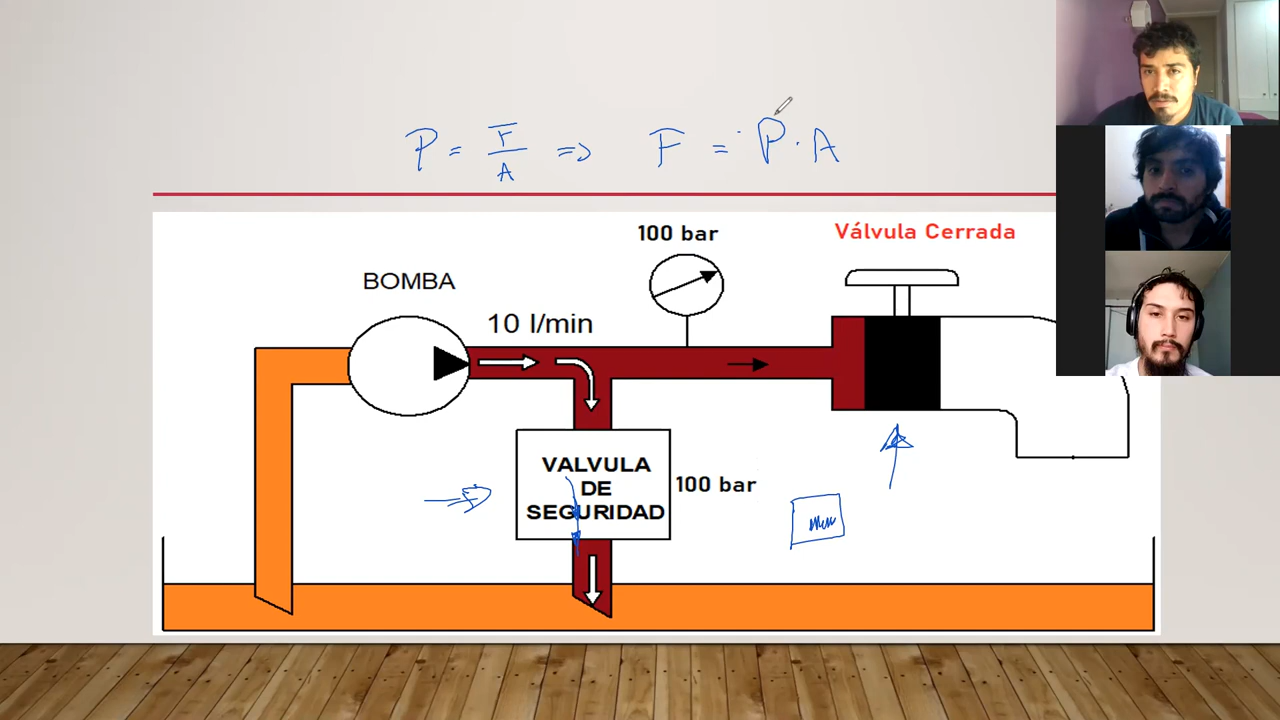 P = F/A => F = P · A
100 bar
Válvula Cerrada
BOMBA
10 l/min
VALVULA
DE
SEGURIDAD
100 bar